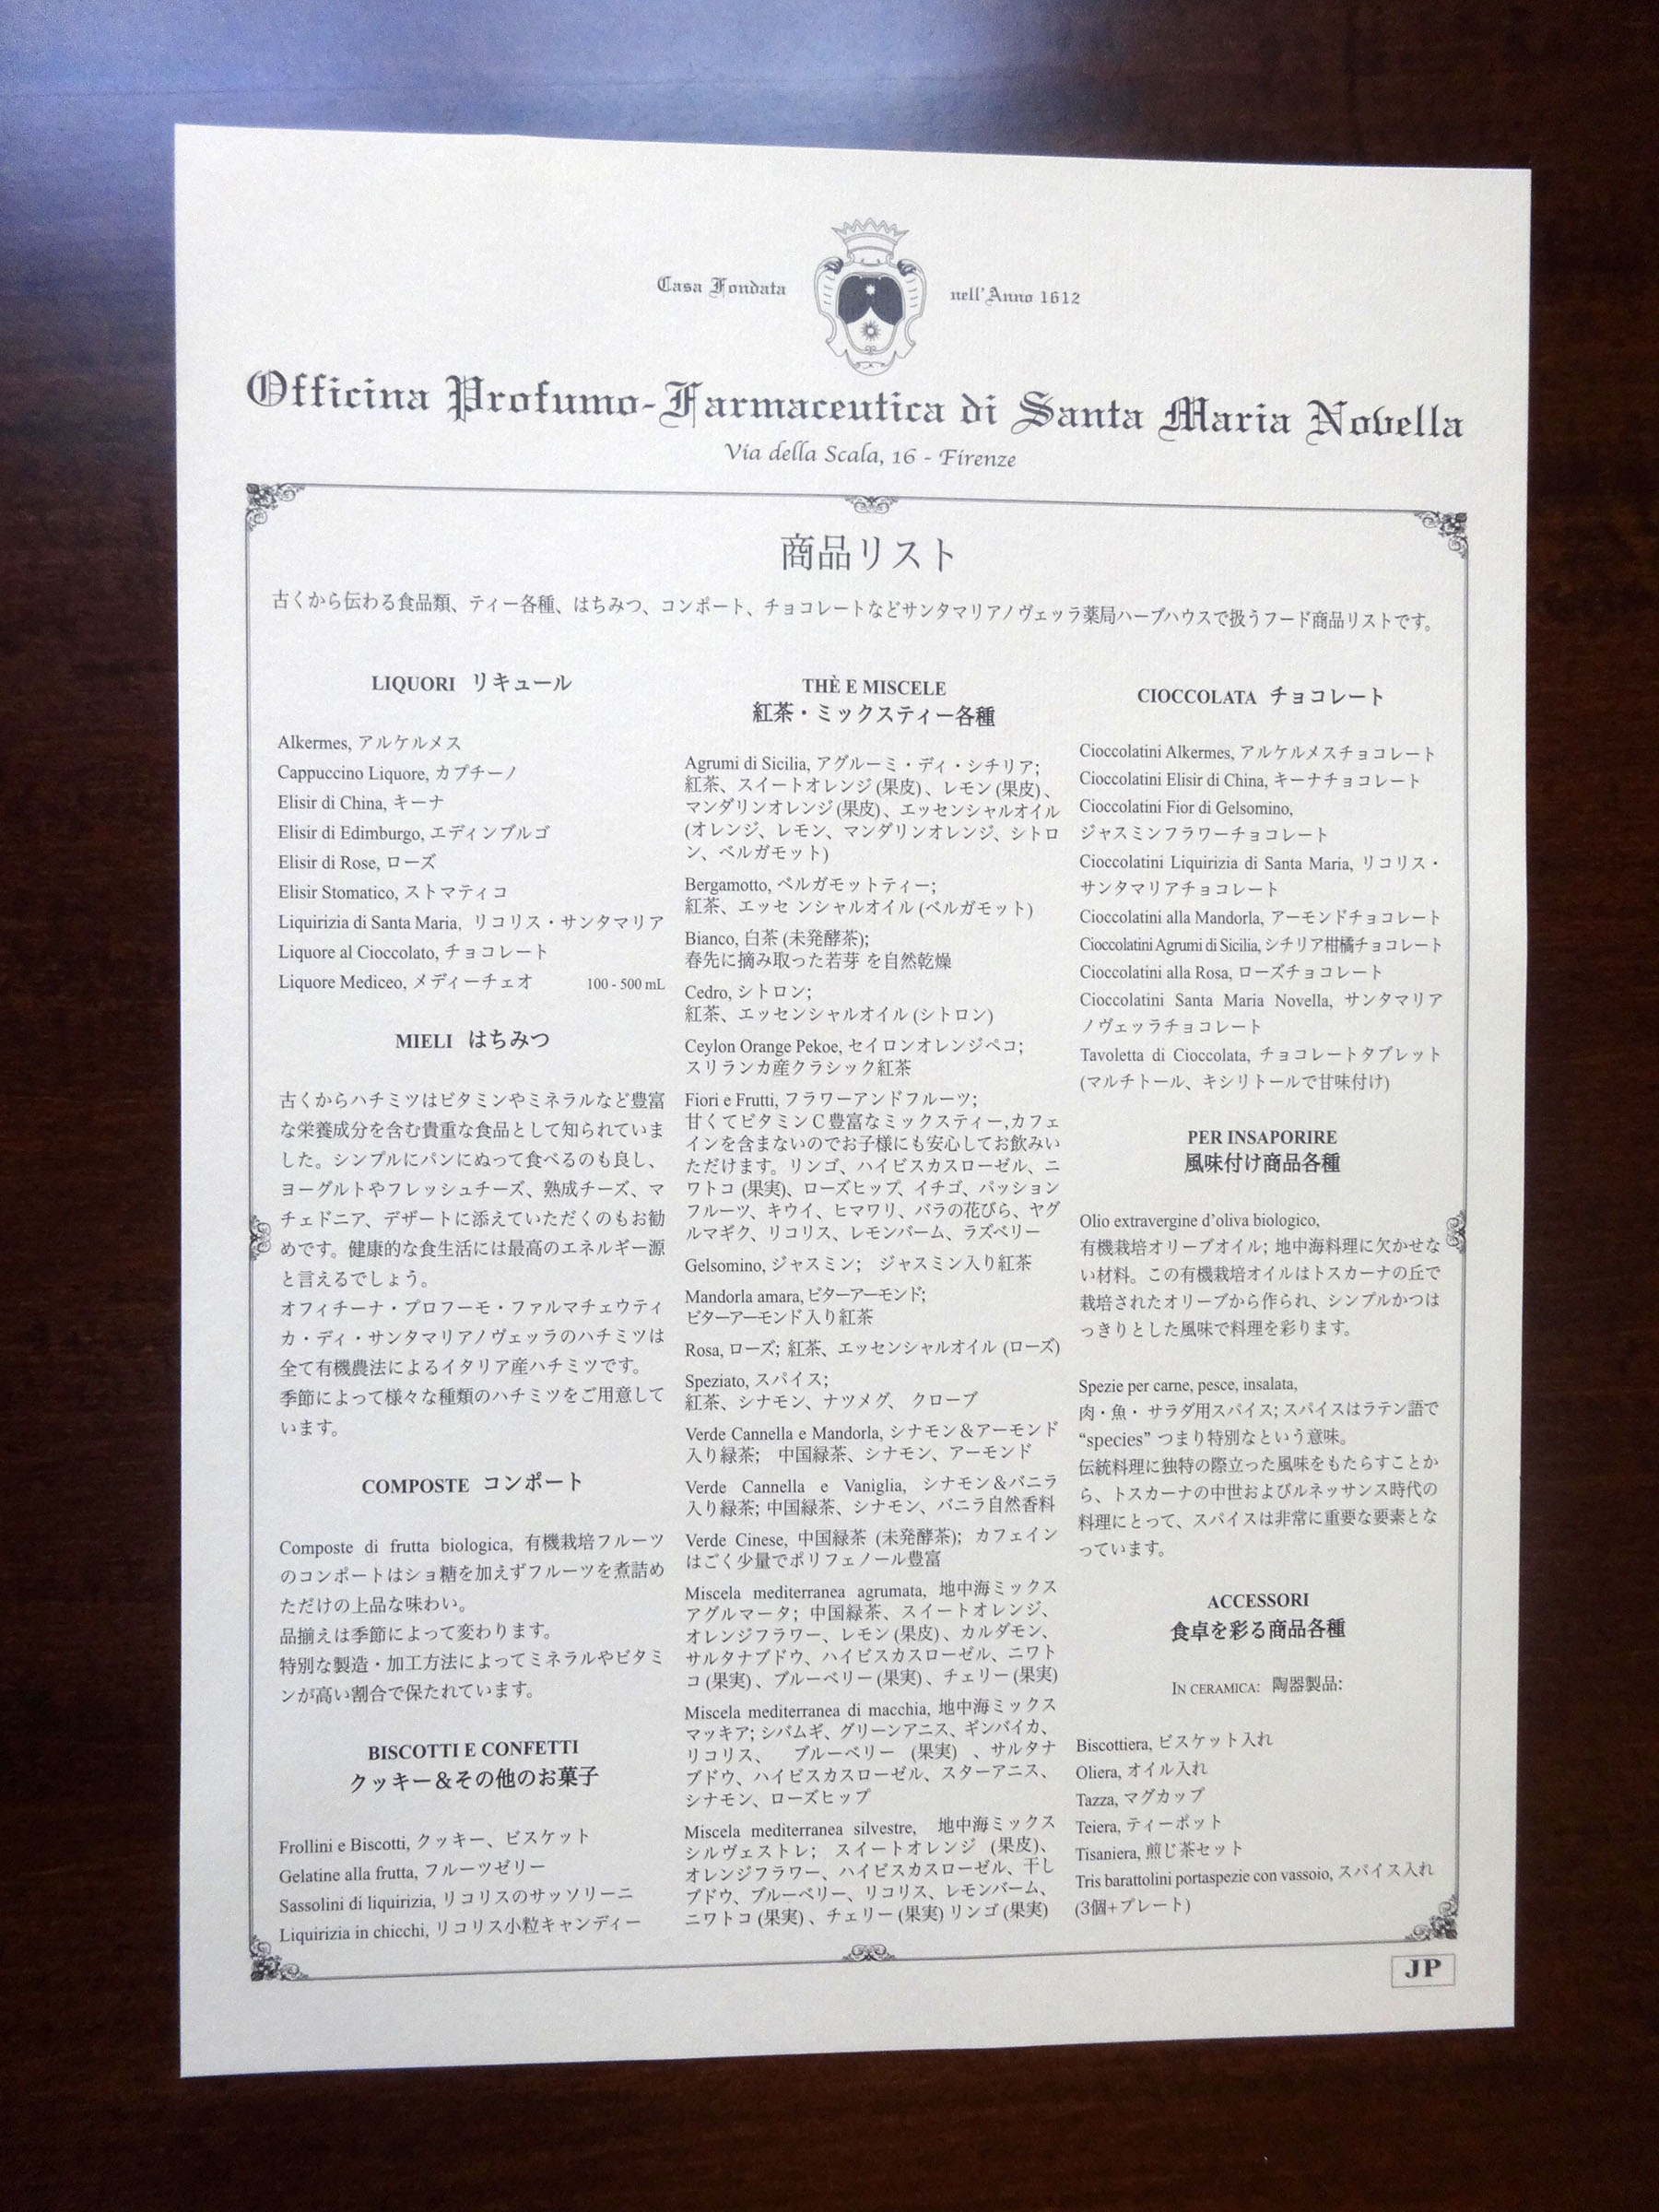 Casa Fondata nell'Anno 1612
Officina Profumo-Farmaceutica di Santa Maria Novella
Via della Scala, 16 - Firenze
商品リスト
古くから伝わる食品類、ティー各種、はちみつ、コンポート、チョコレートなどサンタマリアノヴェッラ薬局ハーブハウスで扱うフード商品リストです。
LIQUORI リキュール
Alkermes, アルケルメス
Cappuccino Liquore, カプチーノ
Elisir di China, キーナ
Elisir di Edimburgo, エディンブルゴ
Elisir di Rose, ローズ
Elisir Stomatico, ストマティコ
Liquirizia di Santa Maria, リコリス・サンタマリア
Liquore al Cioccolato, チョコレート
Liquore Mediceo, メディーチェオ 100 - 500 mL
MIELI はちみつ
古くからハチミツはビタミンやミネラルなど豊富
な栄養成分を含む貴重な食品として知られていま
した。シンプルにパンにぬって食べるのも良し、
ヨーグルトやフレッシュチーズ、熟成チーズ、マ
チェドニア、デザートに添えていただくのもお勧
めです。健康的な食生活には最高のエネルギー源
と言えるでしょう。
オフィチーナ・プロフーモ・ファルマチェウティ
カ・ディ・サンタマリアノヴェッラのハチミツは
全て有機農法によるイタリア産ハチミツです。
季節によって様々な種類のハチミツをご用意して
います。
COMPOSTE コンポート
Composte di frutta biologica, 有機栽培フルーツ
のコンポートはショ糖を加えずフルーツを煮詰め
ただけの上品な味わい。
品揃えは季節によって変わります。
特別な製造・加工方法によってミネラルやビタミ
ンが高い割合で保たれています。
BISCOTTI E CONFETTI
クッキー＆その他のお菓子
Frollini e Biscotti, クッキー、ビスケット
Gelatine alla frutta, フルーツゼリー
Sassolini di liquirizia, リコリスのサッソリーニ
Liquirizia in chicchi, リコリス小粒キャンディー
THÈ E MISCELE
紅茶・ミックスティー各種
Agrumi di Sicilia, アグルーミ・ディ・シチリア;
紅茶、スイートオレンジ (果皮) 、レモン (果皮) 、
マンダリンオレンジ (果皮) 、エッセンシャルオイル
(オレンジ、レモン、マンダリンオレンジ、シトロ
ン、ベルガモット)
Bergamotto, ベルガモットティー;
紅茶、エッセ ンシャルオイル (ベルガモット)
Bianco, 白茶 (未発酵茶);
春先に摘み取った若芽 を自然乾燥
Cedro, シトロン;
紅茶、エッセンシャルオイル (シトロン)
Ceylon Orange Pekoe, セイロンオレンジペコ;
スリランカ産クラシック紅茶
Fiori e Frutti, フラワーアンドフルーツ;
甘くてビタミンC豊富なミックスティー,カフェ
インを含まないのでお子様にも安心してお飲みい
ただけます。リンゴ、ハイビスカスローゼル、ニ
ワトコ (果実)、ローズヒップ、イチゴ、パッション
フルーツ、キウイ、ヒマワリ、バラの花びら、ヤグ
ルマギク、リコリス、レモンバーム、ラズベリー
Gelsomino, ジャスミン; ジャスミン入り紅茶
Mandorla amara, ビターアーモンド;
ビターアーモンド入り紅茶
Rosa, ローズ; 紅茶、エッセンシャルオイル (ローズ)
Speziato, スパイス;
紅茶、シナモン、ナツメグ、 クローブ
Verde Cannella e Mandorla, シナモン＆アーモンド
入り緑茶; 中国緑茶、シナモン、アーモンド
Verde Cannella e Vaniglia, シナモン＆バニラ
入り緑茶; 中国緑茶、シナモン、バニラ自然香料
Verde Cinese, 中国緑茶 (未発酵茶); カフェイン
はごく少量でポリフェノール豊富
Miscela mediterranea agrumata, 地中海ミックス
アグルマータ; 中国緑茶、スイートオレンジ、
オレンジフラワー、レモン (果皮) 、カルダモン、
サルタナブドウ、ハイビスカスローゼル、ニワト
コ (果実) 、ブルーベリー (果実) 、チェリー (果実)
Miscela mediterranea di macchia, 地中海ミックス
マッキア; シバムギ、グリーンアニス、ギンバイカ、
リコリス、 ブルーベリー (果実) 、サルタナ
ブドウ、ハイビスカスローゼル、スターアニス、
シナモン、ローズヒップ
Miscela mediterranea silvestre, 地中海ミックス
シルヴェストレ; スイートオレンジ (果皮)、
オレンジフラワー、ハイビスカスローゼル、干し
ブドウ、ブルーベリー、リコリス、レモンバーム、
ニワトコ (果実) 、チェリー (果実) リンゴ (果実)
CIOCCOLATA チョコレート
Cioccolatini Alkermes, アルケルメスチョコレート
Cioccolatini Elisir di China, キーナチョコレート
Cioccolatini Fior di Gelsomino,
ジャスミンフラワーチョコレート
Cioccolatini Liquirizia di Santa Maria, リコリス・
サンタマリアチョコレート
Cioccolatini alla Mandorla, アーモンドチョコレート
Cioccolatini Agrumi di Sicilia, シチリア柑橘チョコレート
Cioccolatini alla Rosa, ローズチョコレート
Cioccolatini Santa Maria Novella, サンタマリア
ノヴェッラチョコレート
Tavoletta di Cioccolata, チョコレートタブレット
(マルチトール、キシリトールで甘味付け)
PER INSAPORIRE
風味付け商品各種
Olio extravergine d'oliva biologico,
有機栽培オリーブオイル; 地中海料理に欠かせな
い材料。この有機栽培オイルはトスカーナの丘で
栽培されたオリーブから作られ、シンプルかつは
っきりとした風味で料理を彩ります。
Spezie per carne, pesce, insalata,
肉・魚・ サラダ用スパイス; スパイスはラテン語で
“species” つまり特別なという意味。
伝統料理に独特の際立った風味をもたらすことか
ら、トスカーナの中世およびルネッサンス時代の
料理にとって、スパイスは非常に重要な要素とな
っています。
ACCESSORI
食卓を彩る商品各種
IN CERAMICA: 陶器製品:
Biscottiera, ビスケット入れ
Oliera, オイル入れ
Tazza, マグカップ
Teiera, ティーポット
Tisaniera, 煎じ茶セット
Tris barattolini portaspezie con vassoio, スパイス入れ
(3個+プレート)
JP